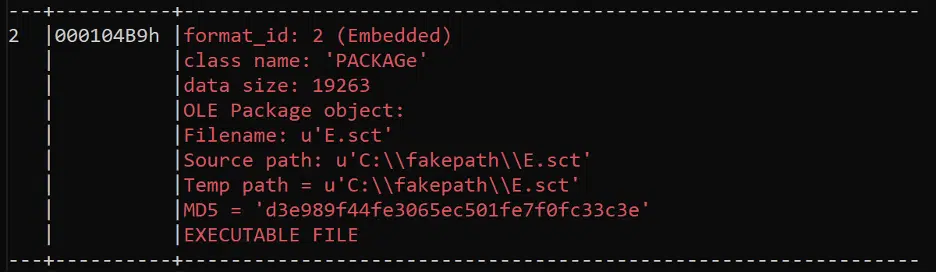 ---+----------+---------------------------------------------------------------
2  |000104B9h |format_id: 2 (Embedded)
   |          |class name: 'PACKAGe'
   |          |data size: 19263
   |          |OLE Package object:
   |          |Filename: u'E.sct'
   |          |Source path: u'C:\\fakepath\\E.sct'
   |          |Temp path = u'C:\\fakepath\\E.sct'
   |          |MD5 = 'd3e989f44fe3065ec501fe7f0fc33c3e'
   |          |EXECUTABLE FILE
---+----------+---------------------------------------------------------------